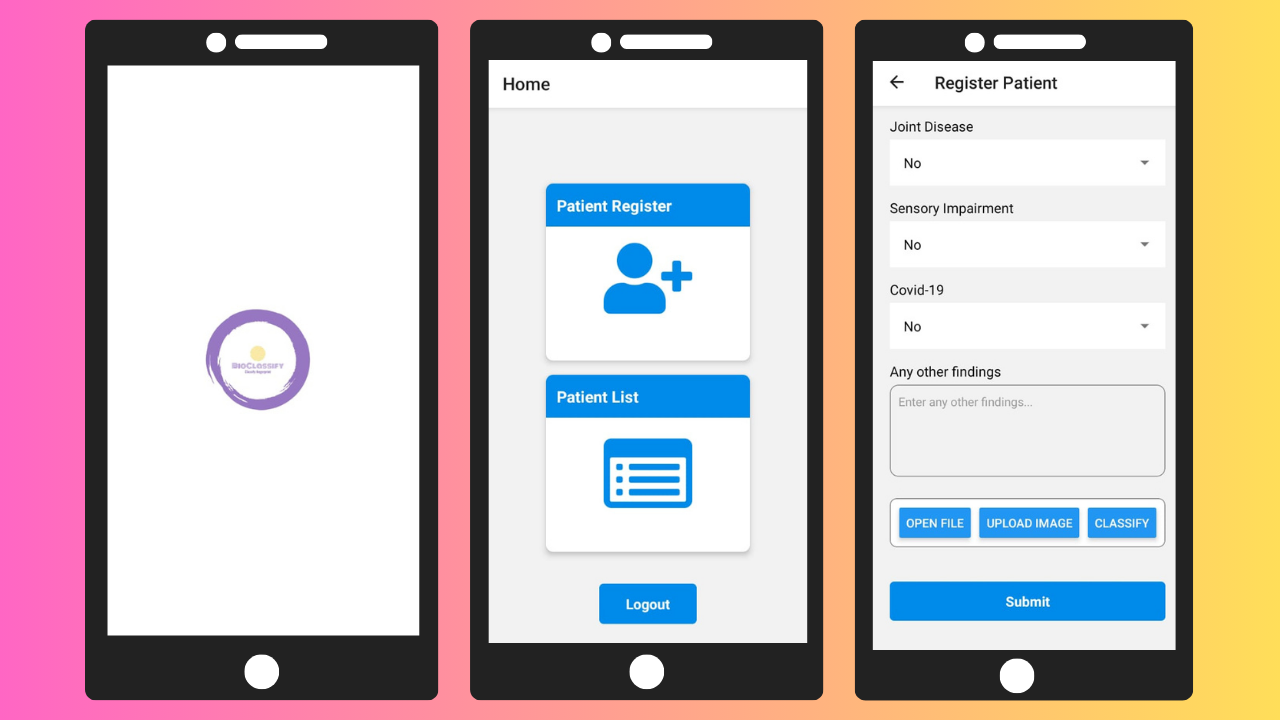 BIOCLASSIFY
Home
Patient Register
Patient List
Logout
Register Patient
Joint Disease
No
Sensory Impairment
No
Covid-19
No
Any other findings
Enter any other findings...
OPEN FILE UPLOAD IMAGE CLASSIFY
Submit